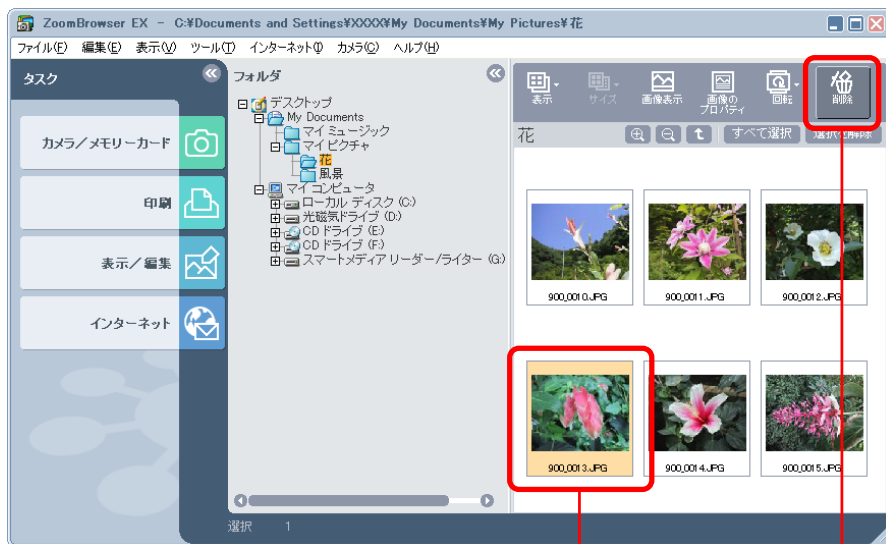 ZoomBrowser EX - C:¥Documents and Settings¥XXXX¥My Documents¥My Pictures¥花
ファイル(F) 編集(E) 表示(V) ツール(T) インターネット(I) カメラ(C) ヘルプ(H)
タスク
カメラ／メモリーカード
印刷
表示／編集
インターネット
フォルダ
デスクトップ
My Documents
マイ ミュージック
マイ ピクチャ
花
風景
マイ コンピュータ
ローカル ディスク (C:)
光磁気ドライブ (D:)
CD ドライブ (E:)
CD ドライブ (F:)
スマートメディア リーダー/ライター (G:)
表示
サイズ
画像表示
画像の
プロパティ
回転
削除
花
すべて選択
選択を解除
900_0010.JPG
900_0011.JPG
900_0012.JPG
900_0013.JPG
900_0014.JPG
900_0015.JPG
選択 1